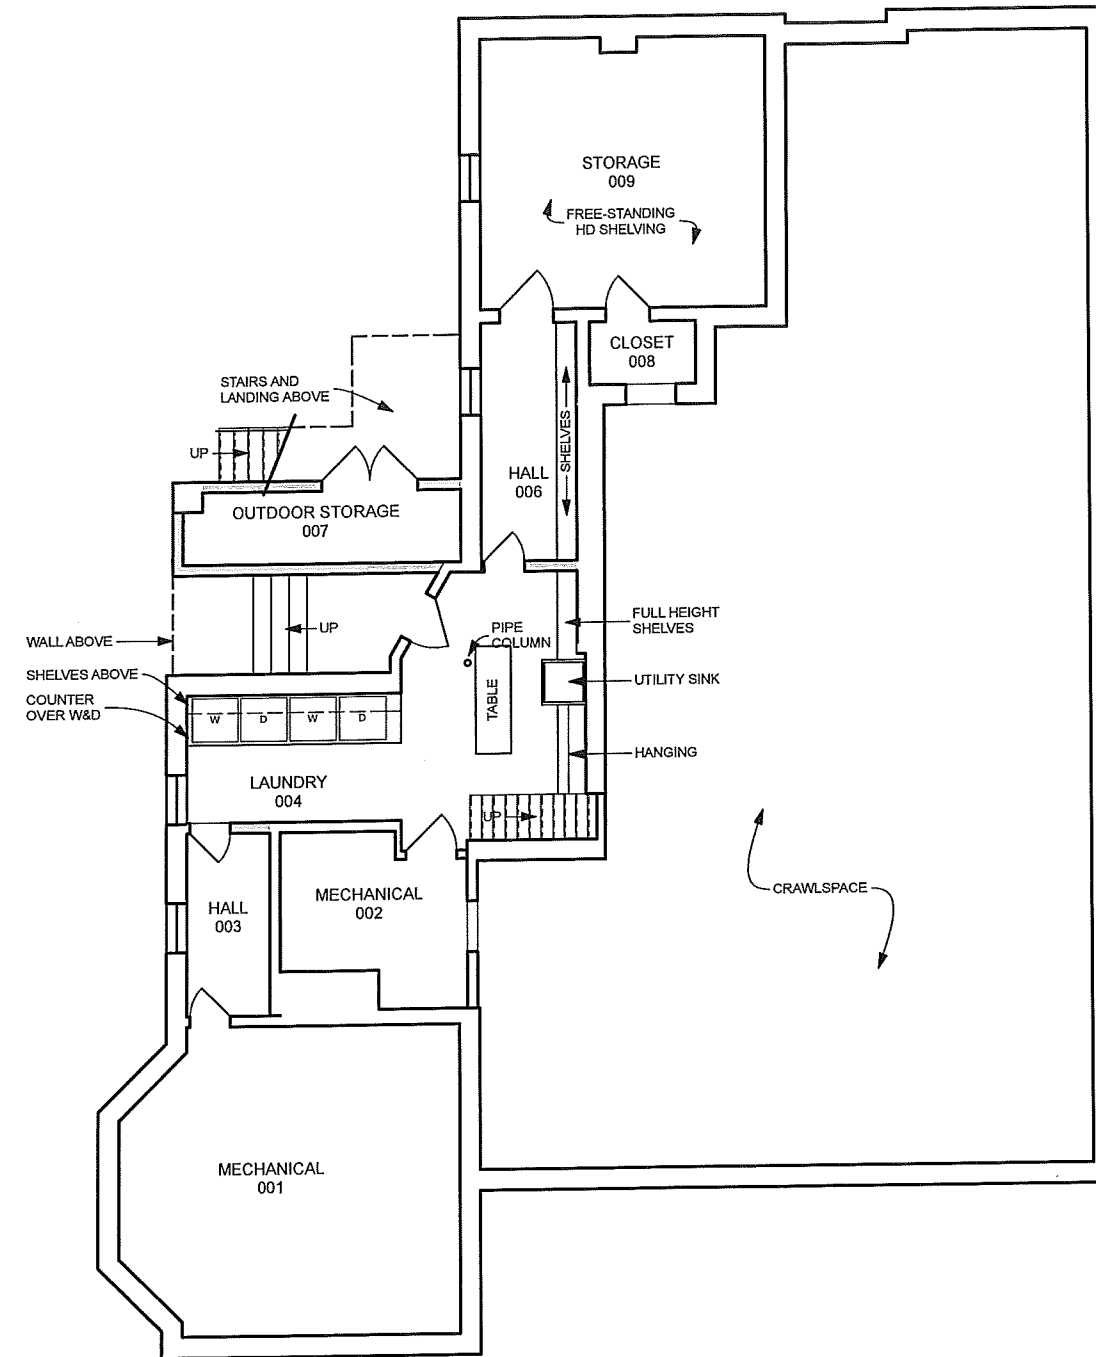 STORAGE
009
FREE-STANDING
HD SHELVING
CLOSET
008
STAIRS AND
LANDING ABOVE
UP
SHELVES
HALL
006
OUTDOOR STORAGE
007
FULL HEIGHT
SHELVES
UP
PIPE
COLUMN
WALL ABOVE
SHELVES ABOVE
UTILITY SINK
COUNTER
OVER W&D
TABLE
W
D
W
D
HANGING
LAUNDRY
004
UP
CRAWLSPACE
MECHANICAL
002
HALL
003
MECHANICAL
001